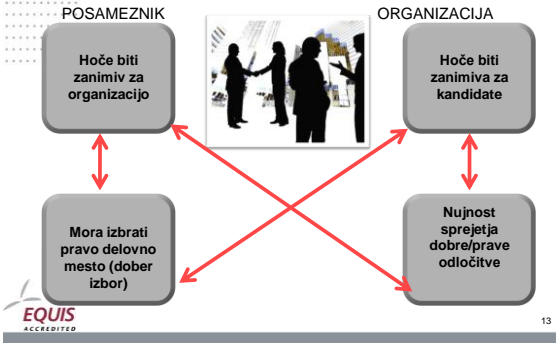 POSAMEZNIK
ORGANIZACIJA
Hoče biti
zanimiv za
organizacijo
Hoče biti
zanimiva za
kandidate
Mora izbrati
pravo delovno
mesto (dober
izbor)
Nujnost
sprejetja
dobre/prave
odločitve
EQUIS
ACCREDITED
13